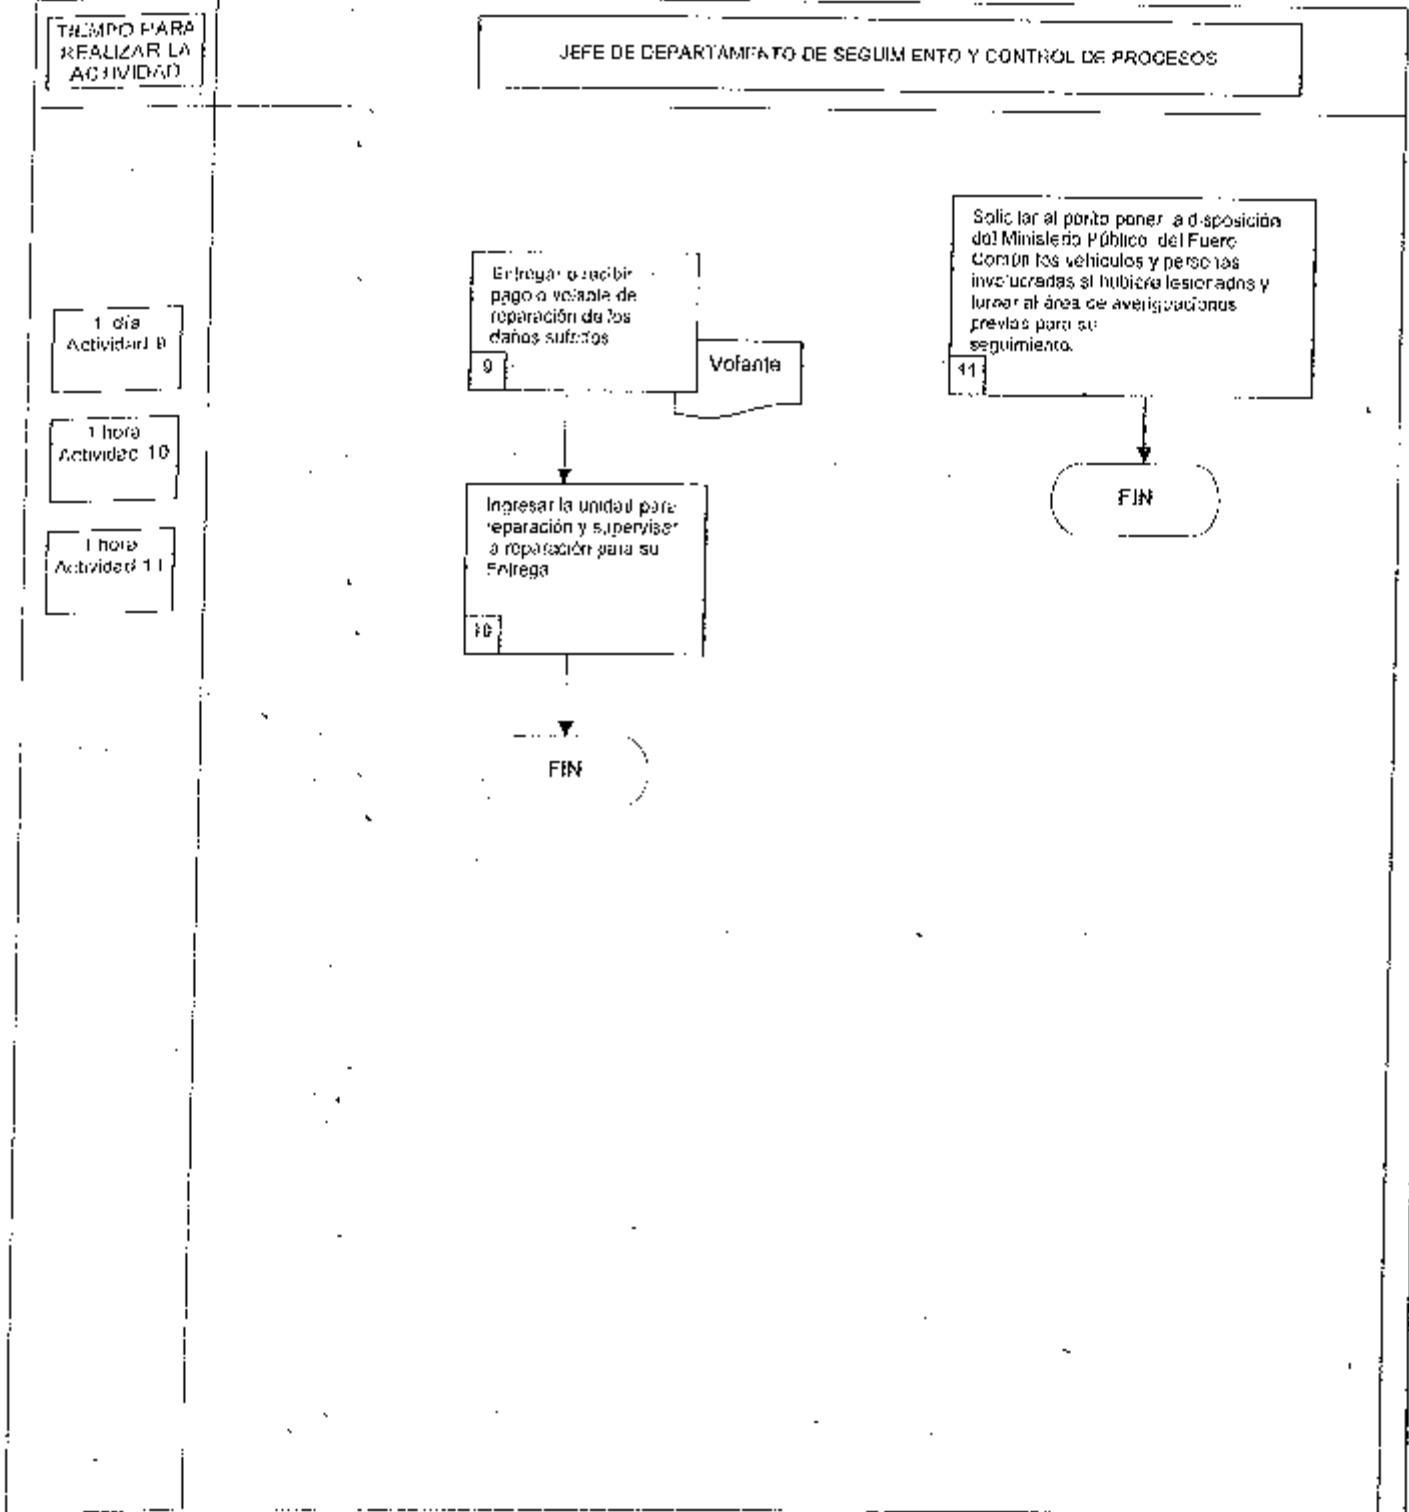 TIEMPO PARA
REALIZAR LA
ACTIVIDAD
JEFE DE DEPARTAMENTO DE SEGUIMIENTO Y CONTROL DE PROCESOS
1 día
Actividad 9
1 hora
Actividad 10
1 hora
Actividad 11
Entregar o recibir
pago o volante de
reparación de los
daños sufridos
9
Volante
Ingresar la unidad para
reparación y supervisar
la reparación para su
Entrega
10
FIN
Solicitar al perito poner a disposición
del Ministerio Público del Fuero
Común los vehículos y personas
involucradas si hubiera lesionados y
turnar al área de averiguaciones
previas para su
seguimiento.
11
FIN